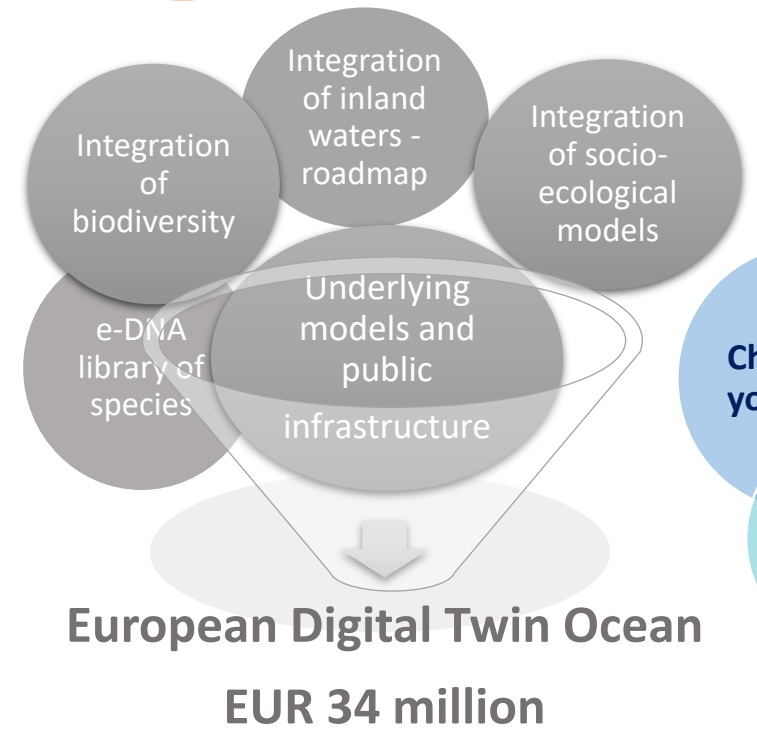 Integration
of inland
waters -
roadmap
Integration
of
biodiversity
Integration
of socio-
ecological
models
e-DNA
library of
species
Underlying
models and
public
infrastructure
European Digital Twin Ocean
EUR 34 million